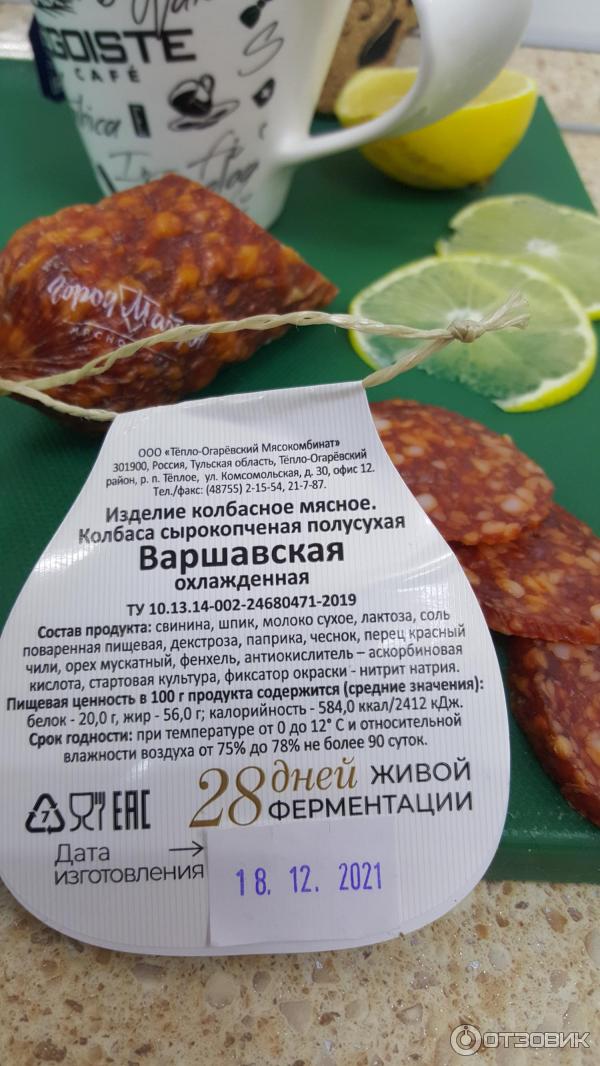 EGOISTE
CAFÉ
город Мяса
ООО «Тёпло-Огарёвский Мясокомбинат»
301900, Россия, Тульская область, Тёпло-Огарёвский
район, р. п. Тёплое, ул. Комсомольская, д. 30, офис 12.
Тел./факс: (48755) 2-15-54, 21-7-87.
Изделие колбасное мясное.
Колбаса сырокопченая полусухая
Варшавская
охлажденная
ТУ 10.13.14-002-24680471-2019
Состав продукта: свинина, шпик, молоко сухое, лактоза, соль
поваренная пищевая, декстроза, паприка, чеснок, перец красный
чили, орех мускатный, фенхель, антиокислитель – аскорбиновая
кислота, стартовая культура, фиксатор окраски - нитрит натрия.
Пищевая ценность в 100 г продукта содержится (средние значения):
белок - 20,0 г, жир - 56,0 г; калорийность - 584,0 ккал/2412 кДж.
Срок годности: при температуре от 0 до 12° С и относительной
влажности воздуха от 75% до 78% не более 90 суток.
28 дней ЖИВОЙ
ФЕРМЕНТАЦИИ
7 EAC
Дата
изготовления
18. 12. 2021
ОТЗОВИК